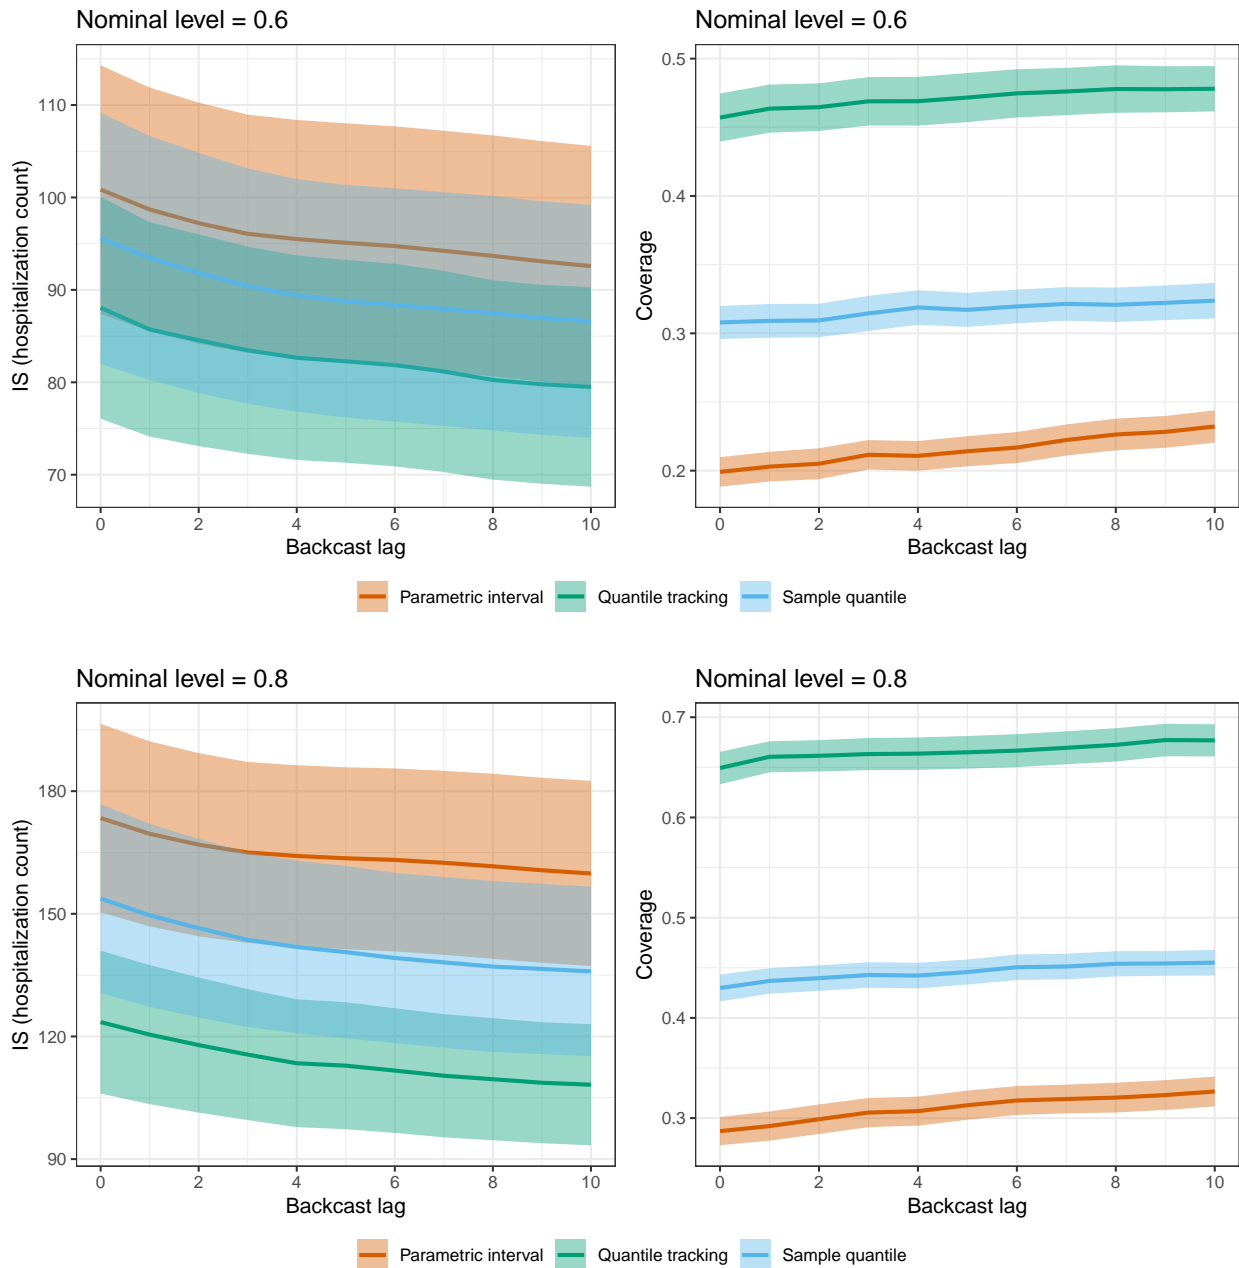 Nominal level = 0.6
110
100
90
80
70
IS (hospitalization count)
0 2 4 6 8 10
Backcast lag
Nominal level = 0.6
0.5
0.4
0.3
0.2
Coverage
0 2 4 6 8 10
Backcast lag
Parametric interval Quantile tracking Sample quantile
Nominal level = 0.8
180
150
120
90
IS (hospitalization count)
0 2 4 6 8 10
Backcast lag
Nominal level = 0.8
0.7
0.6
0.5
0.4
0.3
Coverage
0 2 4 6 8 10
Backcast lag
Parametric interval Quantile tracking Sample quantile